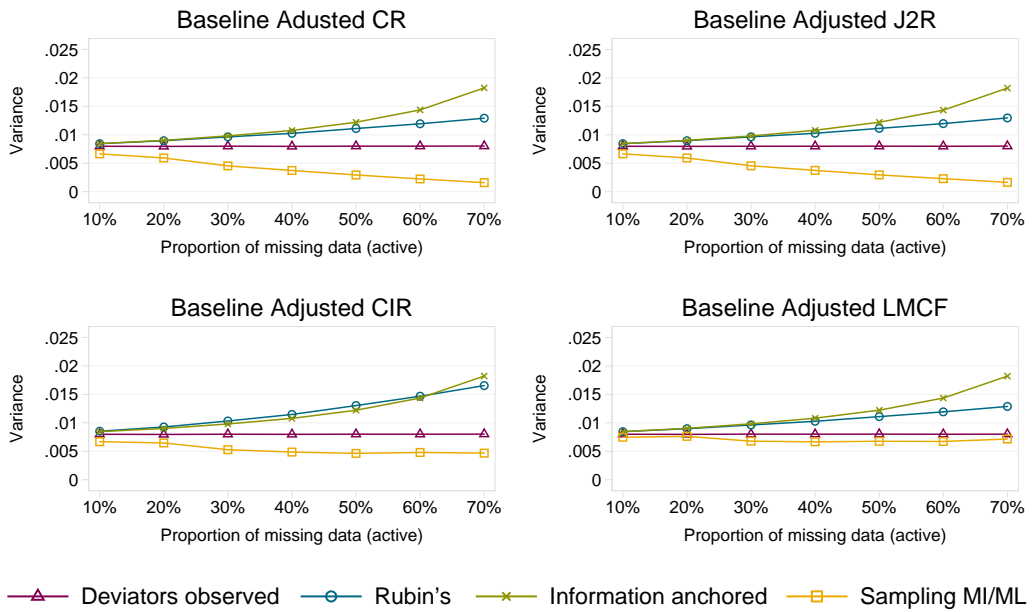 Baseline Adusted CR
.025
.02
.015
.01
.005
0
Variance
10% 20% 30% 40% 50% 60% 70%
Proportion of missing data (active)
Baseline Adjusted J2R
.025
.02
.015
.01
.005
0
Variance
10% 20% 30% 40% 50% 60% 70%
Proportion of missing data (active)
Baseline Adjusted CIR
.025
.02
.015
.01
.005
0
Variance
10% 20% 30% 40% 50% 60% 70%
Proportion of missing data (active)
Baseline Adjusted LMCF
.025
.02
.015
.01
.005
0
Variance
10% 20% 30% 40% 50% 60% 70%
Proportion of missing data (active)
Deviators observed Rubin's Information anchored Sampling MI/ML